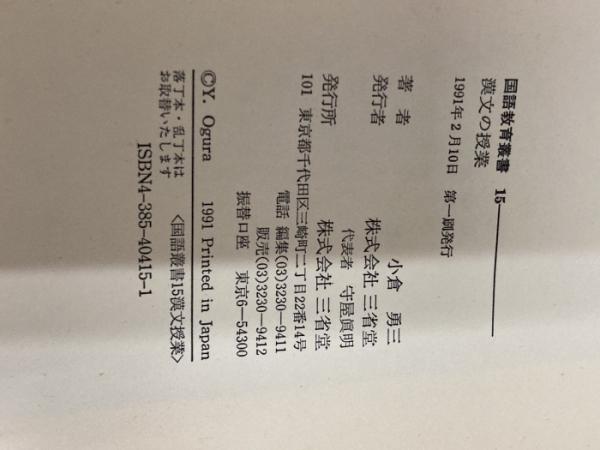 国語教育叢書 15
漢文の授業
1991年2月10日 第一刷発行
著者 小倉 勇三
発行者 株式会社 三省堂
代表者 守屋眞明
発行所 株式会社 三省堂
101 東京都千代田区三崎町二丁目22番14号
電話 編集(03)3230-9411
販売(03)3230-9412
振替口座 東京6-54300
©Y. Ogura 1991 Printed in Japan
落丁本・乱丁本は
お取替いたします 〈国語叢書15漢文授業〉
ISBN4-385-40415-1